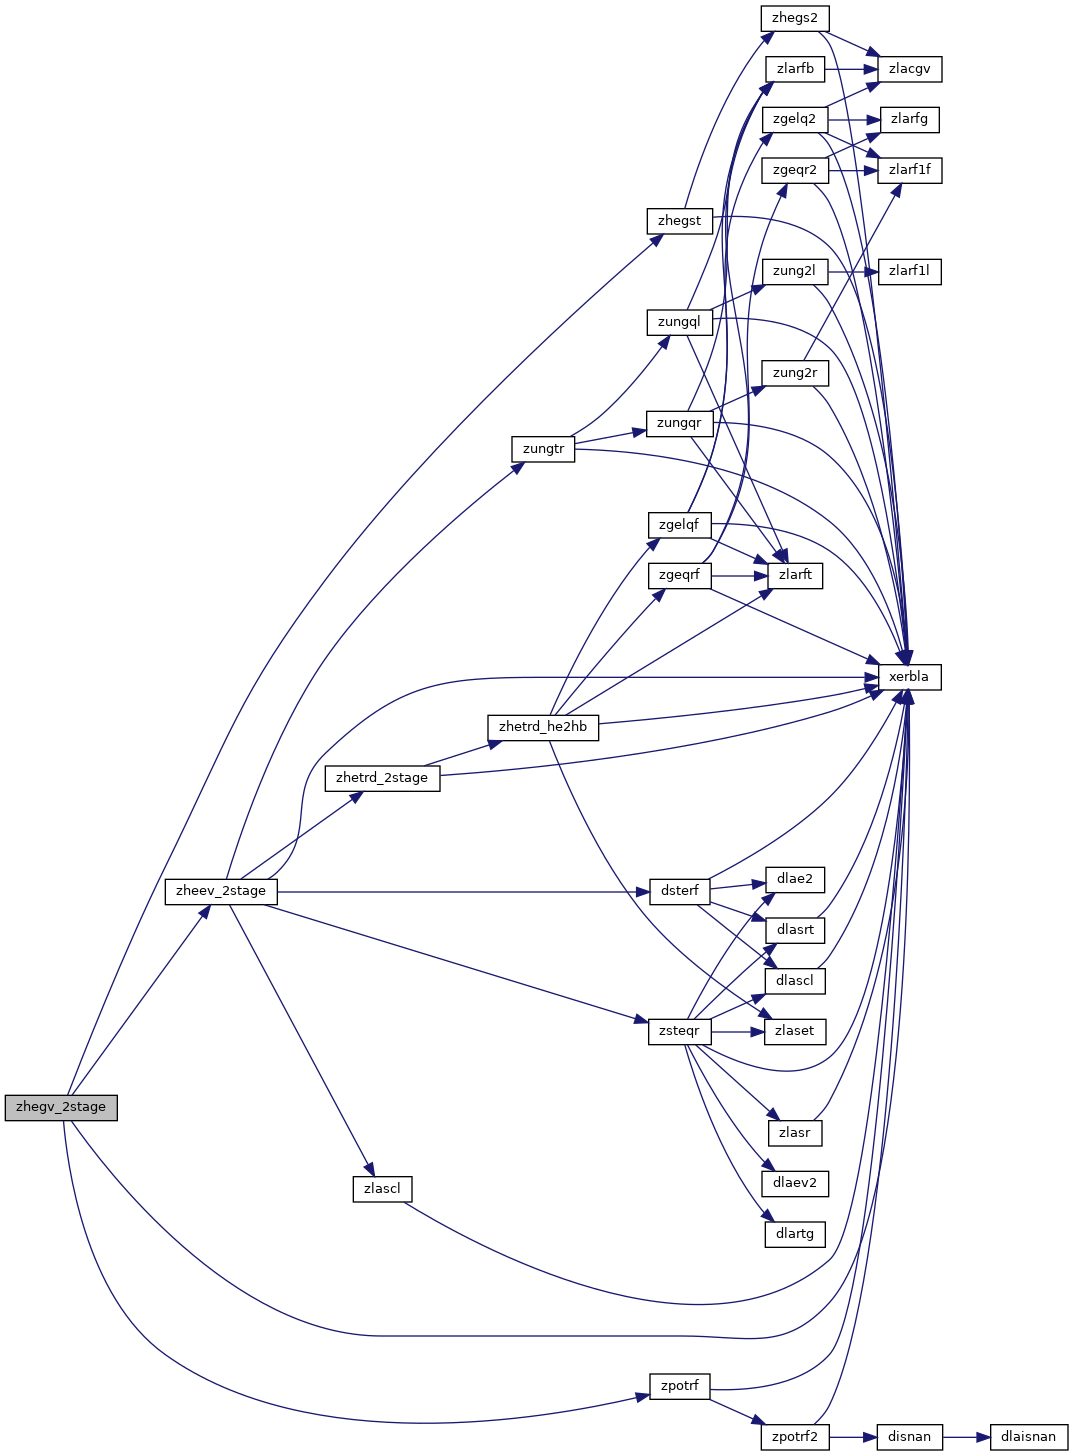 zhegs2
zlarfb
zlacgv
zgelq2
zlarfg
zgeqr2
zlarf1f
zhegst
zung2l
zlarf1l
zungql
zung2r
zungqr
zungtr
zgelqf
zgeqrf
zlarft
xerbla
zhetrd_he2hb
zhetrd_2stage
zheev_2stage
dsterf
dlae2
dlasrt
dlascl
zsteqr
zlaset
zhegv_2stage
zlasr
zlascl
dlaev2
dlartg
zpotrf
zpotrf2
disnan
dlaisnan